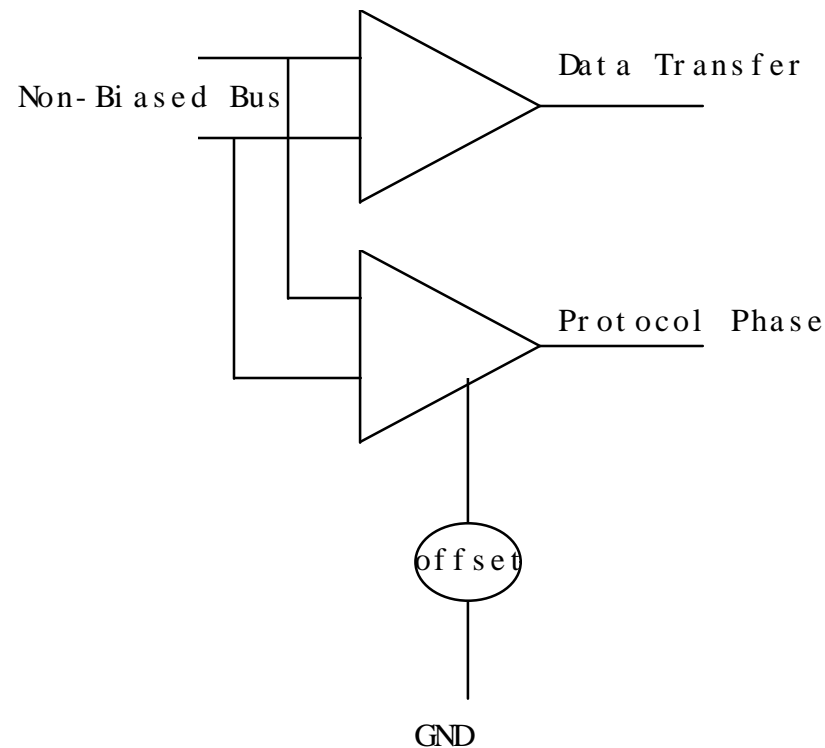 Data Transfer
Non-Biased Bus
Protocol Phase
offset
GND